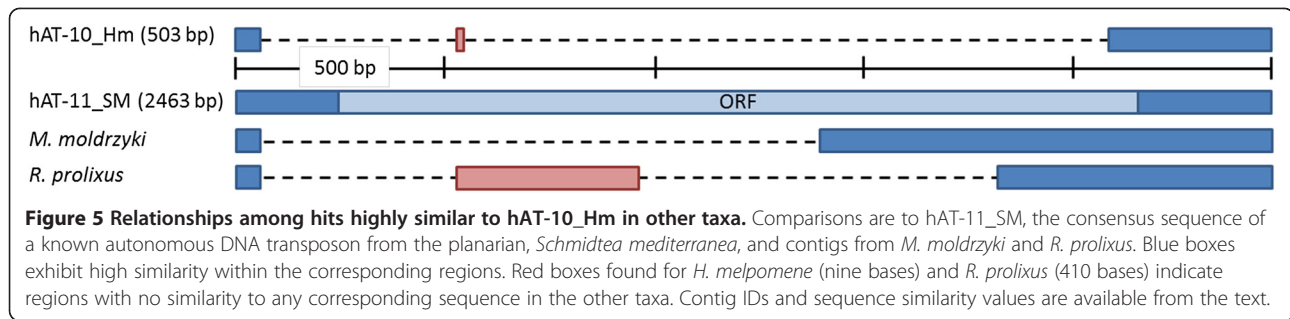 hAT-10_Hm (503 bp)
500 bp
hAT-11_SM (2463 bp)
ORF
M. moldrzyki
R. prolixus
Figure 5 Relationships among hits highly similar to hAT-10_Hm in other taxa. Comparisons are to hAT-11_SM, the consensus sequence of
a known autonomous DNA transposon from the planarian, Schmidtea mediterranea, and contigs from M. moldrzyki and R. prolixus. Blue boxes
exhibit high similarity within the corresponding regions. Red boxes found for H. melpomene (nine bases) and R. prolixus (410 bases) indicate
regions with no similarity to any corresponding sequence in the other taxa. Contig IDs and sequence similarity values are available from the text.